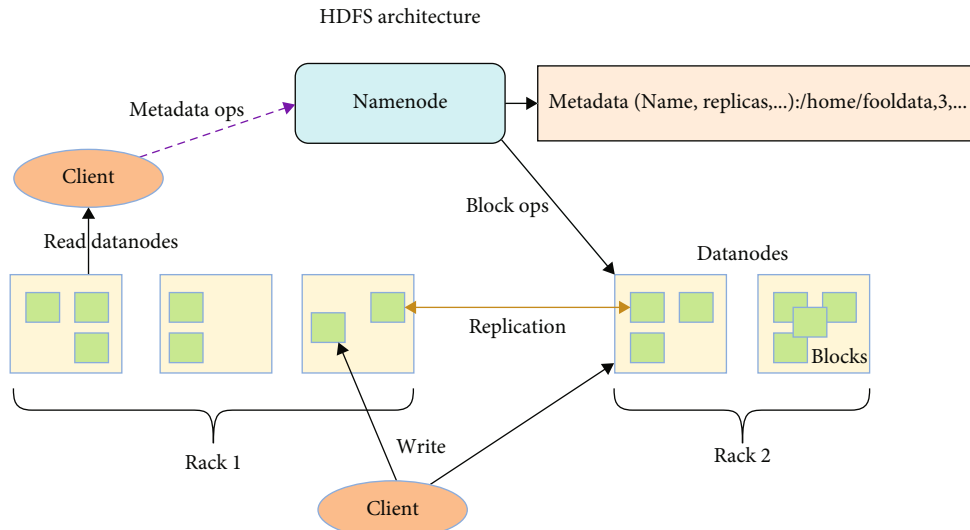 HDFS architecture
Namenode
Metadata (Name, replicas,...):/home/fooldata,3,...
Metadata ops
Client
Block ops
Read datanodes
Datanodes
Replication
Blocks
Write
Rack 1
Rack 2
Client